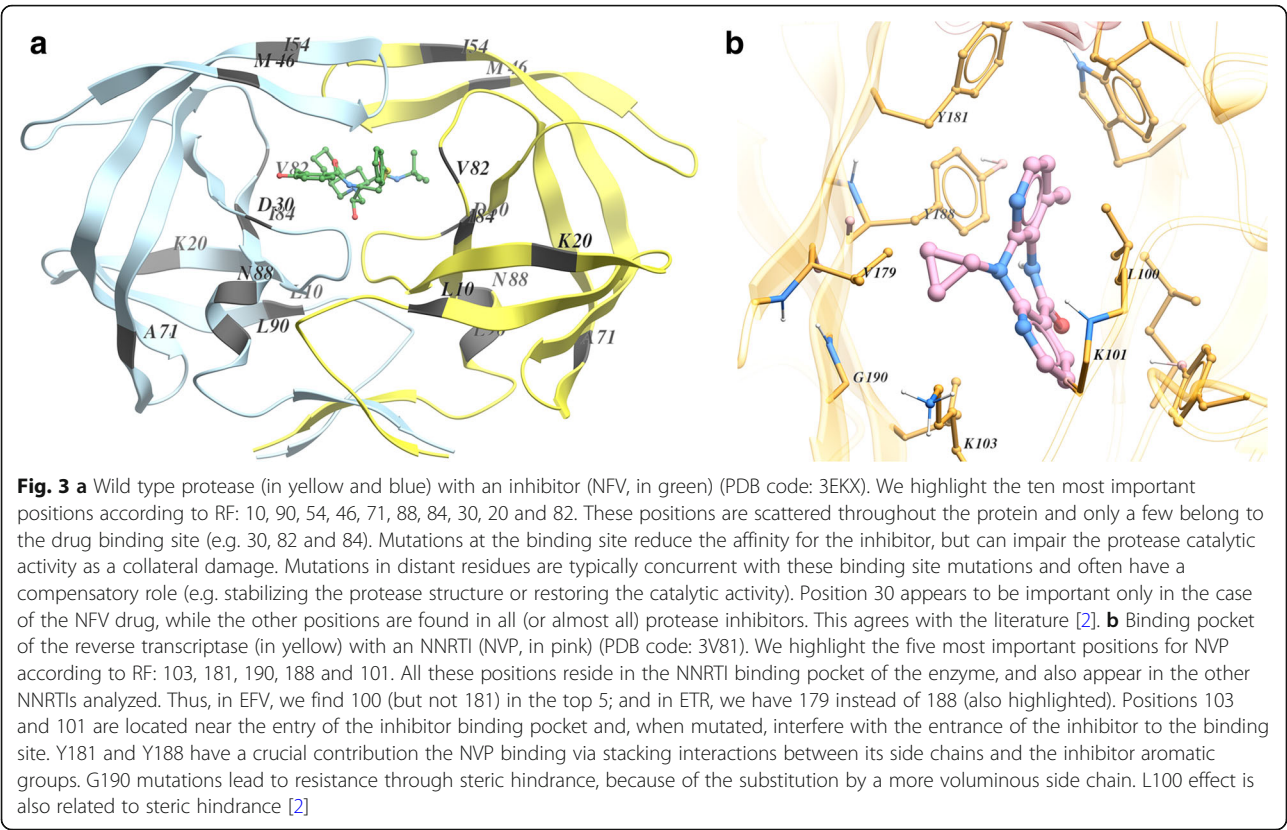 a
b
I54
M46
I54
M46
V82
V82
D30
I84
D30
I84
K20
K20
N88
N88
L10
L10
L90
L90
A71
A71
Y181
Y188
V179
L100
K101
G190
K103
Fig. 3 a Wild type protease (in yellow and blue) with an inhibitor (NFV, in green) (PDB code: 3EKX). We highlight the ten most important
positions according to RF: 10, 90, 54, 46, 71, 88, 84, 30, 20 and 82. These positions are scattered throughout the protein and only a few belong to
the drug binding site (e.g. 30, 82 and 84). Mutations at the binding site reduce the affinity for the inhibitor, but can impair the protease catalytic
activity as a collateral damage. Mutations in distant residues are typically concurrent with these binding site mutations and often have a
compensatory role (e.g. stabilizing the protease structure or restoring the catalytic activity). Position 30 appears to be important only in the case
of the NFV drug, while the other positions are found in all (or almost all) protease inhibitors. This agrees with the literature [2]. b Binding pocket
of the reverse transcriptase (in yellow) with an NNRTI (NVP, in pink) (PDB code: 3V81). We highlight the five most important positions for NVP
according to RF: 103, 181, 190, 188 and 101. All these positions reside in the NNRTI binding pocket of the enzyme, and also appear in the other
NNRTIs analyzed. Thus, in EFV, we find 100 (but not 181) in the top 5; and in ETR, we have 179 instead of 188 (also highlighted). Positions 103
and 101 are located near the entry of the inhibitor binding pocket and, when mutated, interfere with the entrance of the inhibitor to the binding
site. Y181 and Y188 have a crucial contribution the NVP binding via stacking interactions between its side chains and the inhibitor aromatic
groups. G190 mutations lead to resistance through steric hindrance, because of the substitution by a more voluminous side chain. L100 effect is
also related to steric hindrance [2]